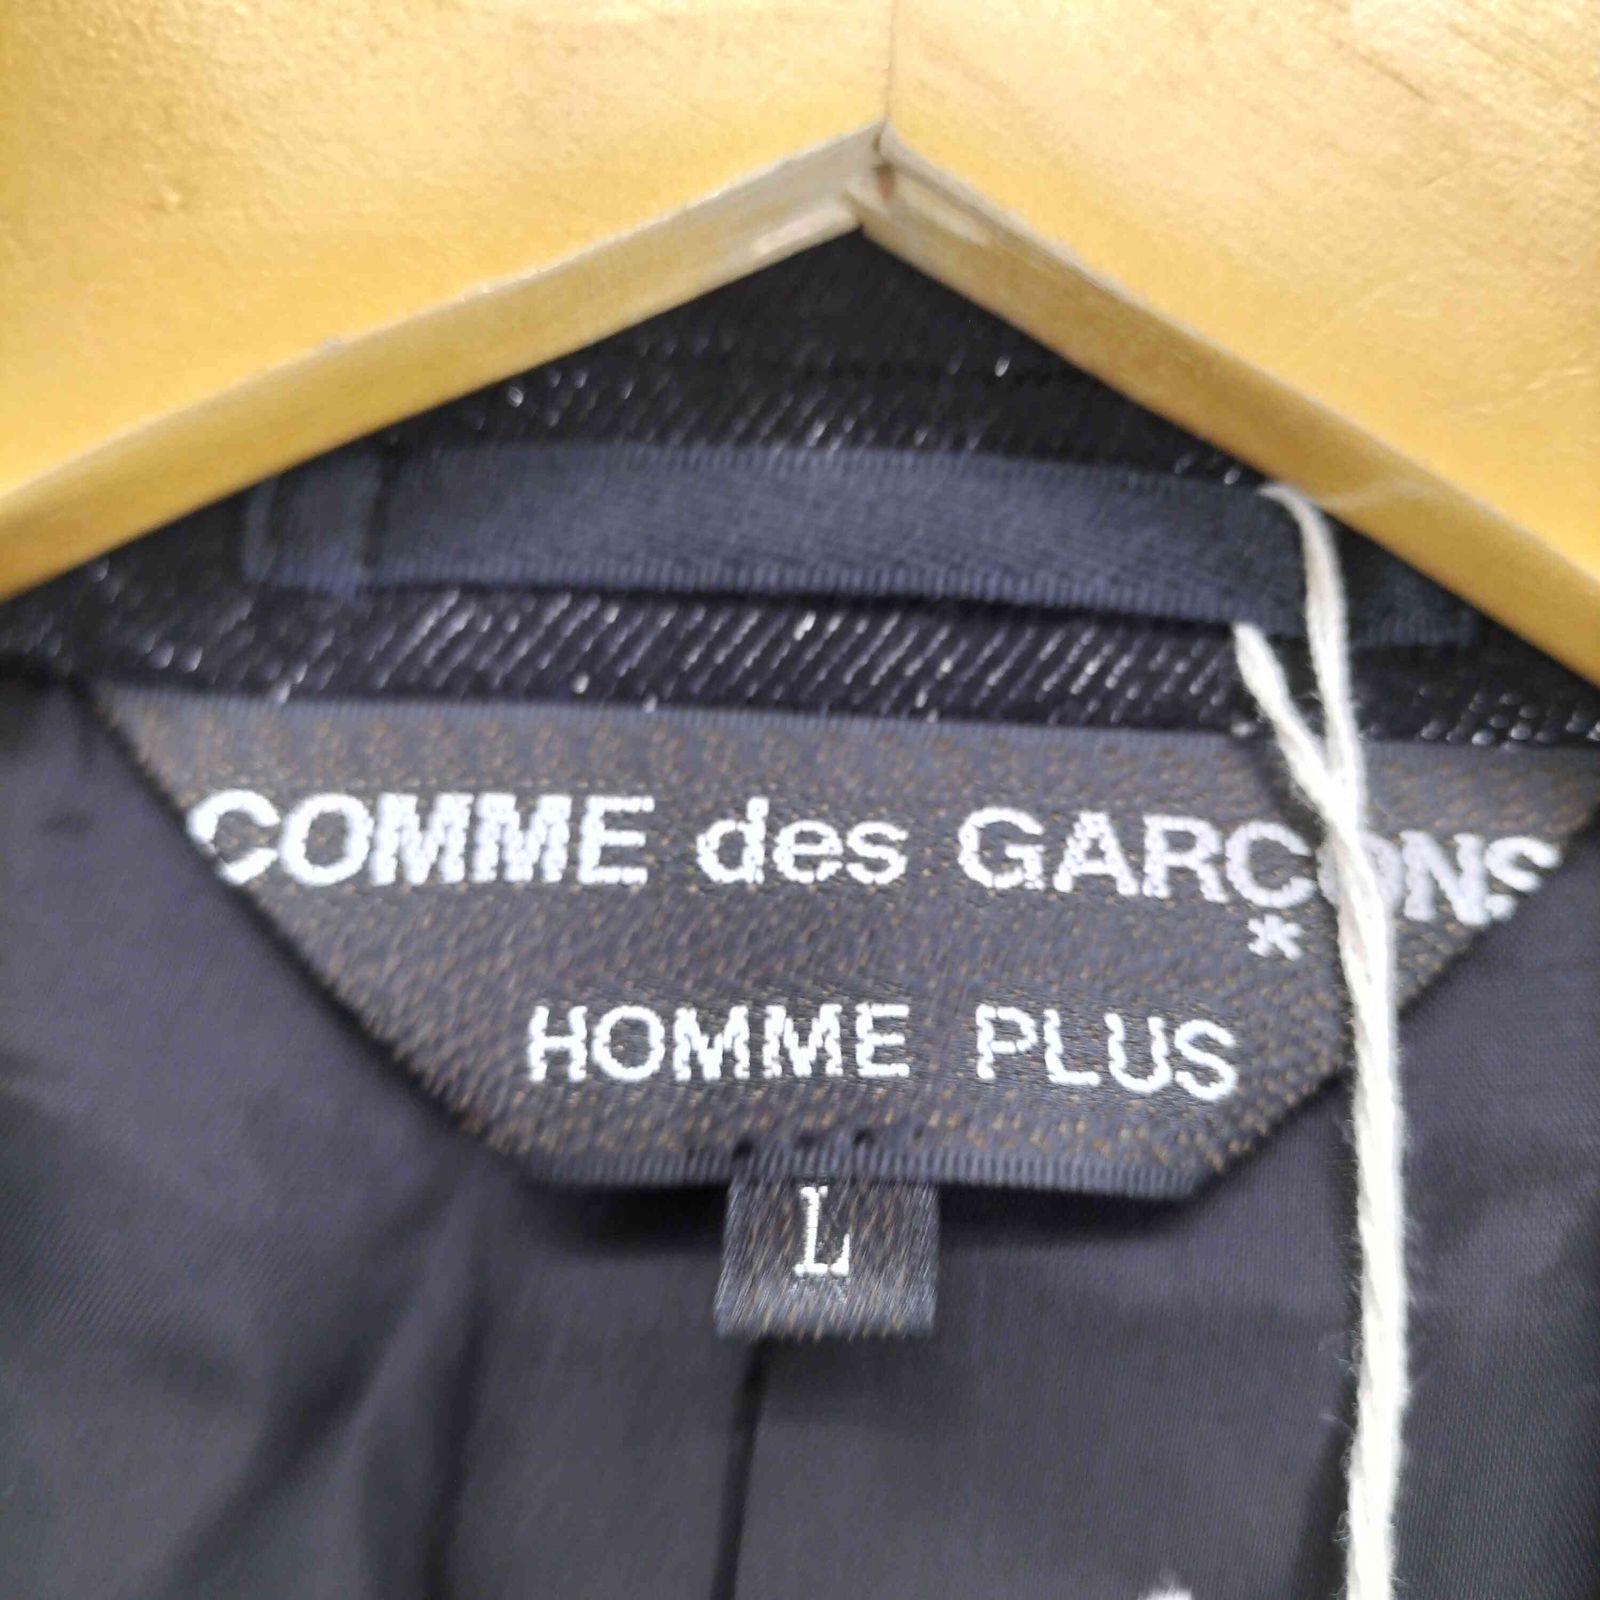 COMME des GARCONS
*
HOMME PLUS
L